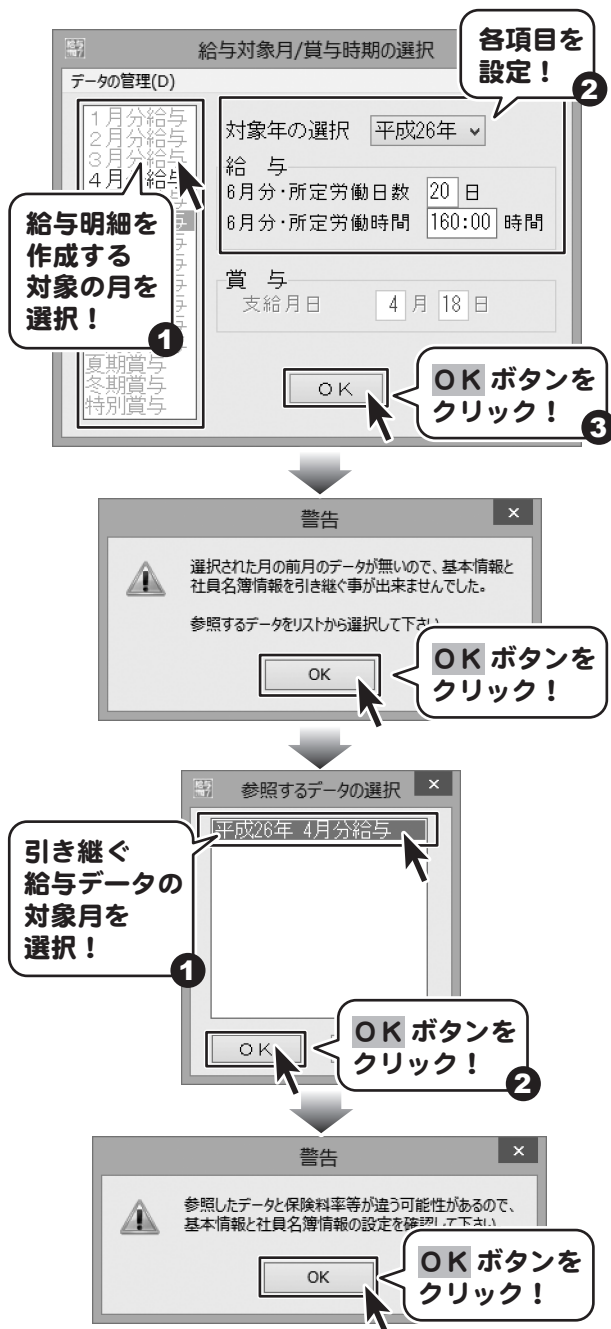 給与対象月/賞与時期の選択
各項目を
設定！
❷
データの管理(D)
1月分給与
2月分給与
3月分給与
4月分給与
対象年の選択 平成26年
給 与
6月分・所定労働日数 20 日
6月分・所定労働時間 160:00 時間
給与明細を
作成する
対象の月を
選択！
❶
賞 与
支給月日 4 月 18 日
夏期賞与
冬期賞与
特別賞与
OK
OK ボタンを
クリック！
❸
警告
選択された月の前月のデータが無いので、基本情報と
社員名簿情報を引き継ぐ事が出来ませんでした。
参照するデータをリストから選択して下さい
OK
OK ボタンを
クリック！
参照するデータの選択
平成26年 4月分給与
引き継ぐ
給与データの
対象月を
選択！
❶
OK
OK ボタンを
クリック！
❷
警告
参照したデータと保険料率等が違う可能性があるので、
基本情報と社員名簿情報の設定を確認して下さい
OK
OK ボタンを
クリック！